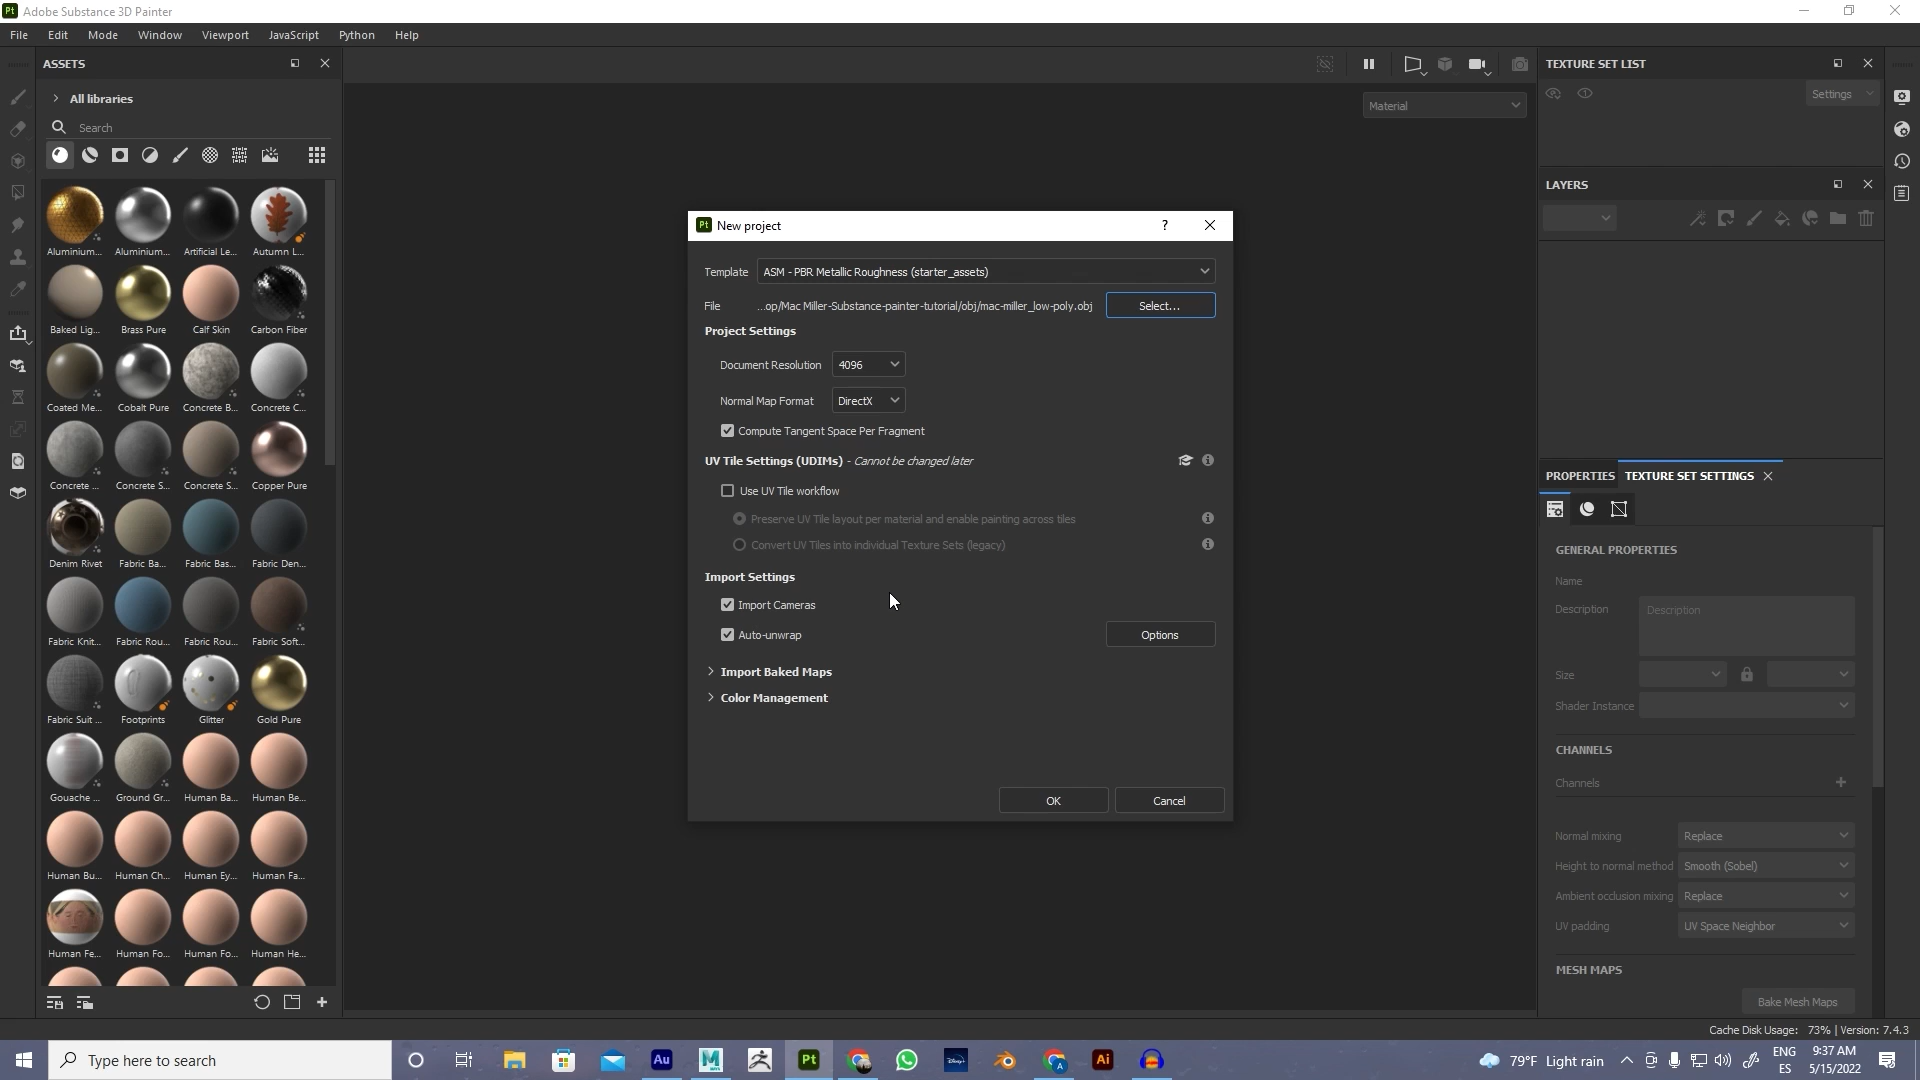 Pt Adobe Substance 3D Painter
File Edit Mode Window Viewport JavaScript Python Help
ASSETS
All libraries
Search
Aluminium... Aluminium... Artificial Le... Autumn L...
Baked Lig... Brass Pure Calf Skin Carbon Fiber
Coated Me... Cobalt Pure Concrete B... Concrete C...
Concrete ... Concrete S... Concrete S... Copper Pure
Denim Rivet Fabric Ba... Fabric Bas... Fabric Den...
Fabric Knit... Fabric Rou... Fabric Rou... Fabric Soft...
Fabric Suit ... Footprints Glitter Gold Pure
Gouache ... Ground Gr... Human Ba... Human Be...
Human Bu... Human Ch... Human Ey... Human Fa...
Human Fe... Human Fo... Human Fo... Human He...
Material
Pt New project
?
Template ASM - PBR Metallic Roughness (starter_assets)
File ...op/Mac Miller-Substance-painter-tutorial/obj/mac-miller_low-poly.obj Select...
Project Settings
Document Resolution 4096
Normal Map Format DirectX
Compute Tangent Space Per Fragment
UV Tile Settings (UDIMs) - Cannot be changed later
Use UV Tile workflow
Preserve UV Tile layout per material and enable painting across tiles
Convert UV Tiles into individual Texture Sets (legacy)
Import Settings
Import Cameras
Auto-unwrap Options
Import Baked Maps
Color Management
OK Cancel
TEXTURE SET LIST
Settings
LAYERS
PROPERTIES TEXTURE SET SETTINGS
GENERAL PROPERTIES
Name
Description Description
Size
Shader Instance
CHANNELS
Channels
Normal mixing Replace
Height to normal method Smooth (Sobel)
Ambient occlusion mixing Replace
UV padding UV Space Neighbor
MESH MAPS
Bake Mesh Maps
Cache Disk Usage: 73% | Version: 7.4.3
Type here to search
Au
Pt
A
Ai
79°F Light rain
ENG
ES
9:37 AM
5/15/2022